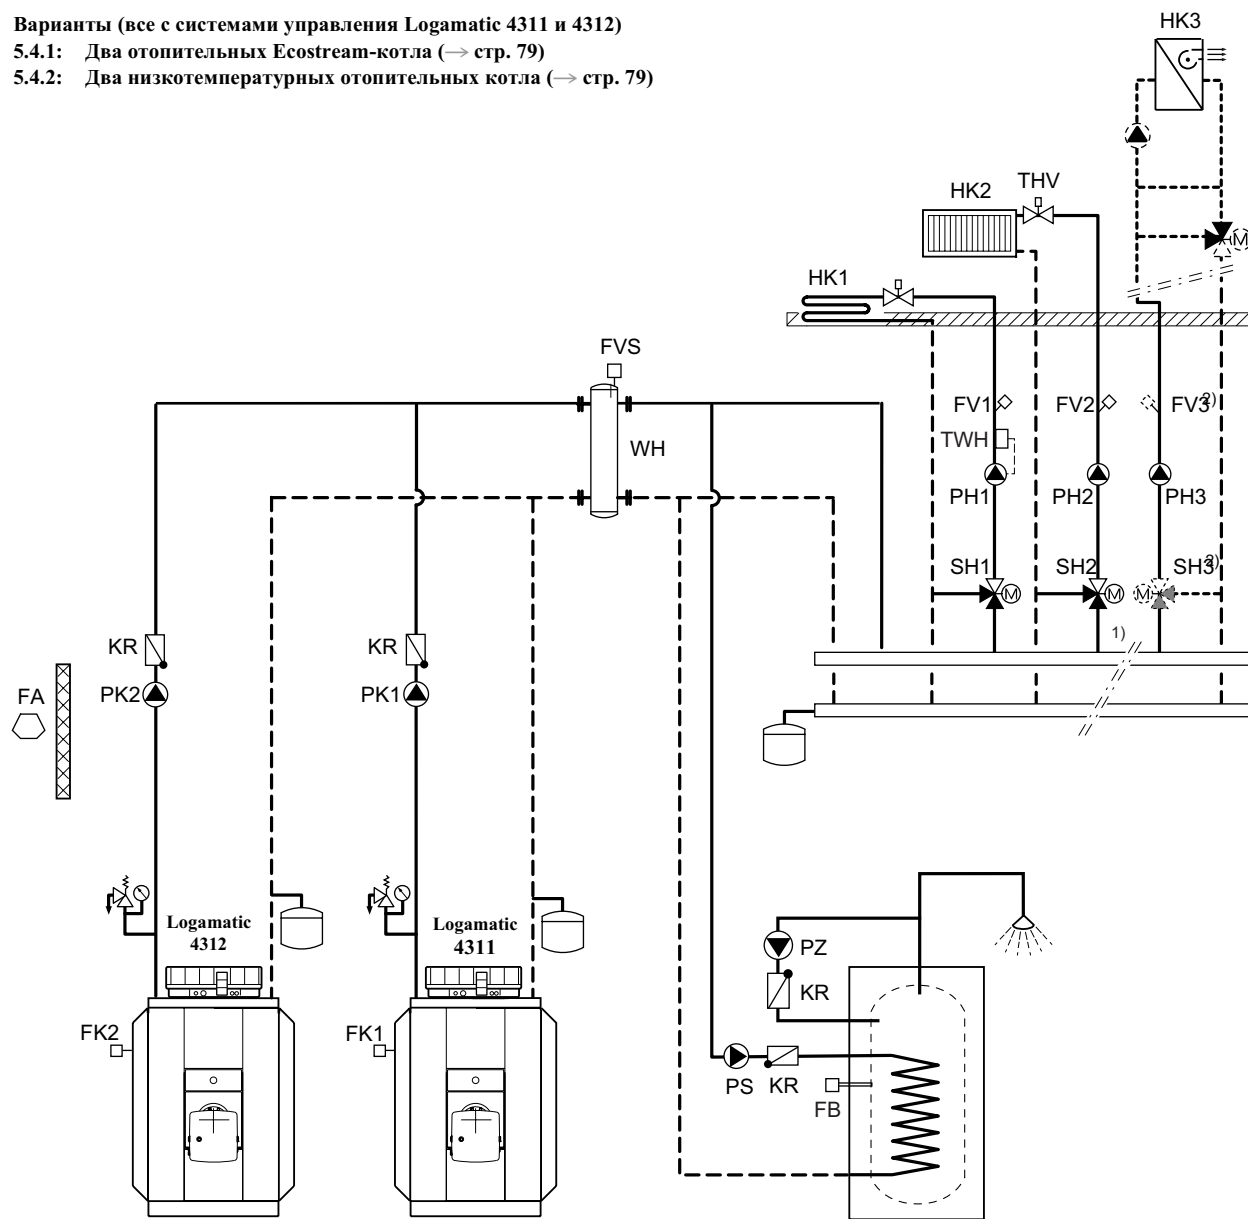 Варианты (все с системами управления Logamatic 4311 и 4312)
5.4.1: Два отопительных Ecostream-котла (→ стр. 79)
5.4.2: Два низкотемпературных отопительных котла (→ стр. 79)
HK3
M
HK2
THV
HK1
FVS
WH
FV1
FV2
FV3 2)
TWH
PH1
PH2
PH3
SH1
SH2
SH3 2)
M
M
M
1)
KR
KR
FA
PK2
PK1
Logamatic
4312
Logamatic
4311
FK2
FK1
PZ
KR
PS
KR
FB